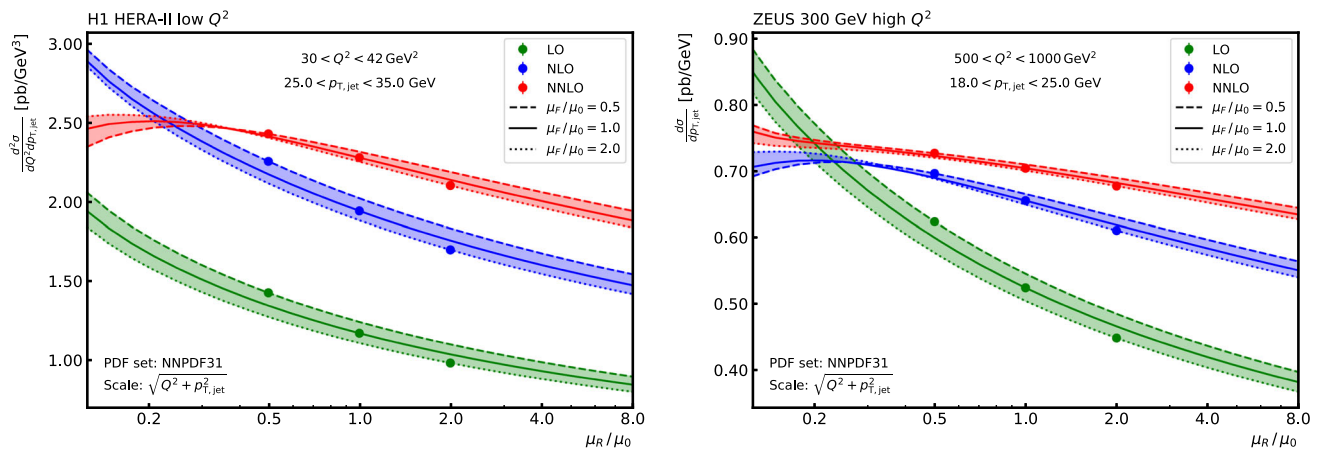 H1 HERA-II low Q²
d²σ/dQ²dp_T,jet [pb/GeV³]
3.00
2.50
2.00
1.50
1.00
30 < Q² < 42 GeV²
25.0 < p_T,jet < 35.0 GeV
LO
NLO
NNLO
μ_F/μ_0 = 0.5
μ_F/μ_0 = 1.0
μ_F/μ_0 = 2.0
PDF set: NNPDF31
Scale: √(Q² + p²_T,jet)
0.2 0.5 1.0 2.0 4.0 8.0
μ_R / μ_0
ZEUS 300 GeV high Q²
dσ/dp_T,jet [pb/GeV]
0.90
0.80
0.70
0.60
0.50
0.40
500 < Q² < 1000 GeV²
18.0 < p_T,jet < 25.0 GeV
LO
NLO
NNLO
μ_F/μ_0 = 0.5
μ_F/μ_0 = 1.0
μ_F/μ_0 = 2.0
PDF set: NNPDF31
Scale: √(Q² + p²_T,jet)
0.2 0.5 1.0 2.0 4.0 8.0
μ_R / μ_0